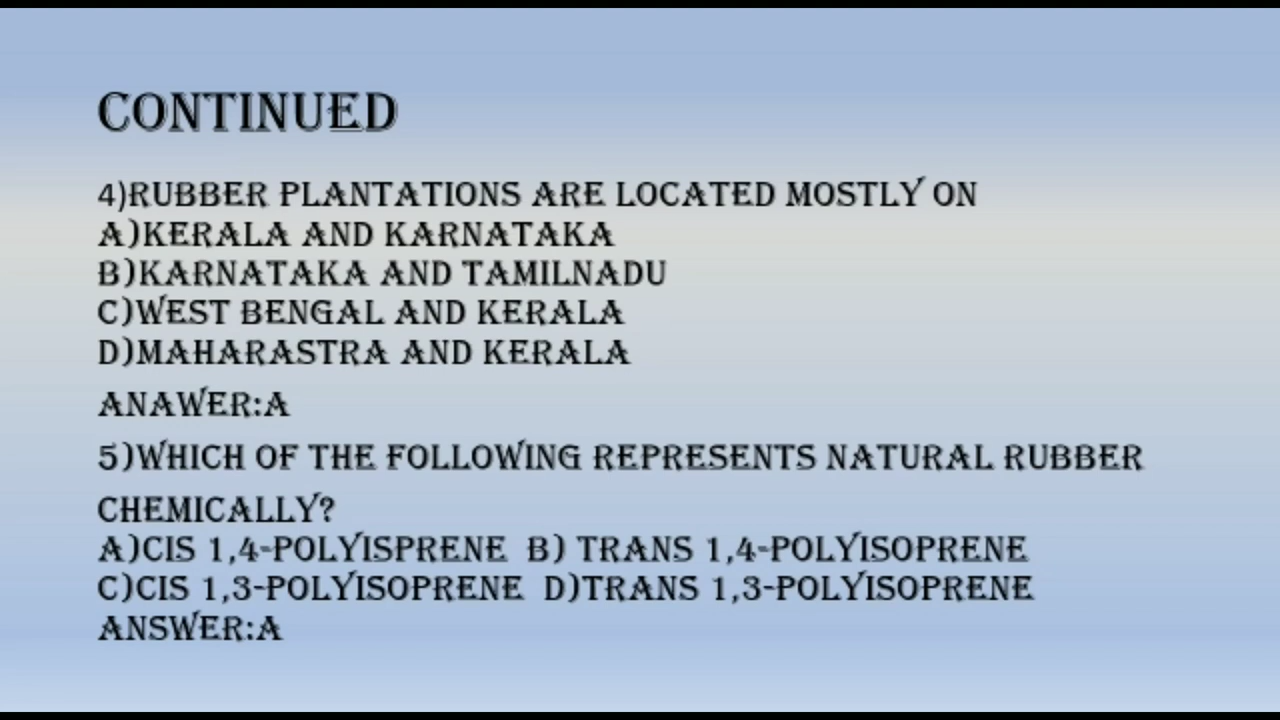 CONTINUED
4)RUBBER PLANTATIONS ARE LOCATED MOSTLY ON
A)KERALA AND KARNATAKA
B)KARNATAKA AND TAMILNADU
C)WEST BENGAL AND KERALA
D)MAHARASTRA AND KERALA
ANAWER:A
5)WHICH OF THE FOLLOWING REPRESENTS NATURAL RUBBER
CHEMICALLY?
A)CIS 1,4-POLYISPRENE B) TRANS 1,4-POLYISOPRENE
C)CIS 1,3-POLYISOPRENE D)TRANS 1,3-POLYISOPRENE
ANSWER:A